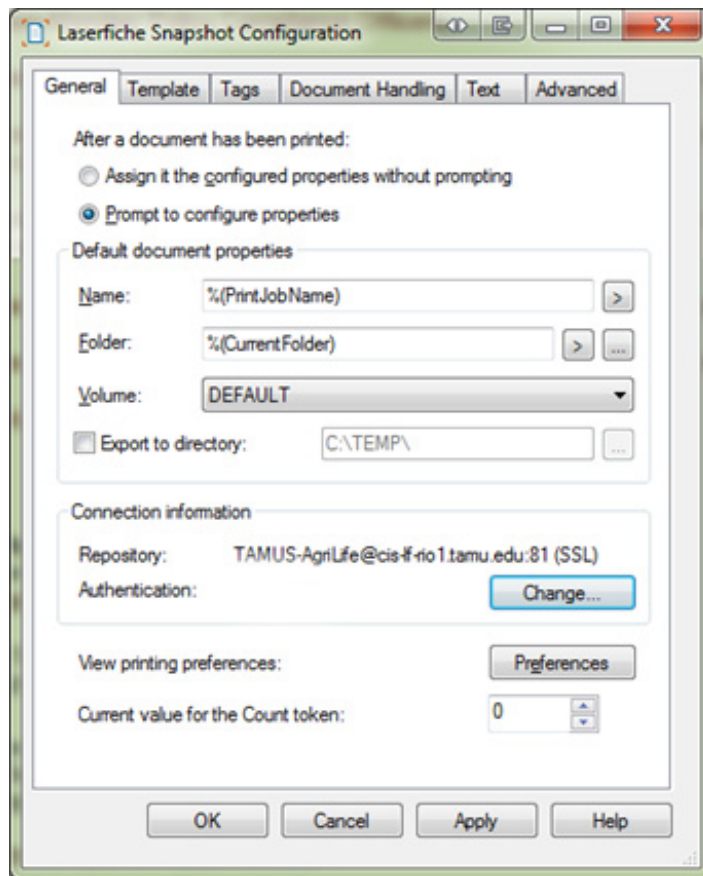 Laserfiche Snapshot Configuration
General Template Tags Document Handling Text Advanced
After a document has been printed:
Assign it the configured properties without prompting
Prompt to configure properties
Default document properties
Name: %(PrintJobName) >
Folder: %(CurrentFolder) > ...
Volume: DEFAULT
Export to directory: C:\TEMP\ ...
Connection information
Repository: TAMUS-AgriLife@cis-lf-rio1.tamu.edu:81 (SSL)
Authentication: Change...
View printing preferences: Preferences
Current value for the Count token: 0
OK Cancel Apply Help